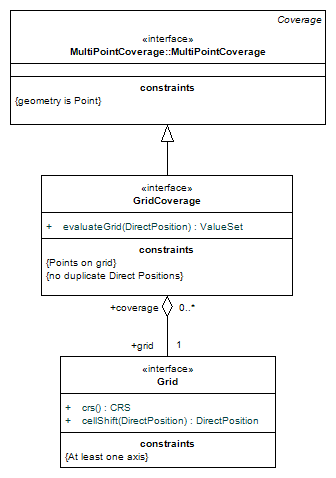 Coverage
«interface»
MultiPointCoverage::MultiPointCoverage
constraints
{geometry is Point}
«interface»
GridCoverage
+ evaluateGrid(DirectPosition) : ValueSet
constraints
{Points on grid}
{no duplicate Direct Positions}
+coverage 0..*
+grid 1
«interface»
Grid
+ crs() : CRS
+ cellShift(DirectPosition) : DirectPosition
constraints
{At least one axis}